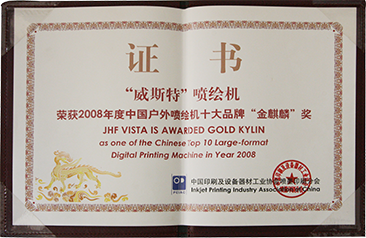 证 书
“威斯特”喷绘机
荣获2008年度中国户外喷绘机十大品牌“金麒麟”奖
JHF VISTA IS AWARDED GOLD KYLIN
as one of the Chinese Top 10 Large-format
Digital Printing Machine in Year 2008
中国印刷及设备器材工业协会
Inkjet Printing Industry Association of China